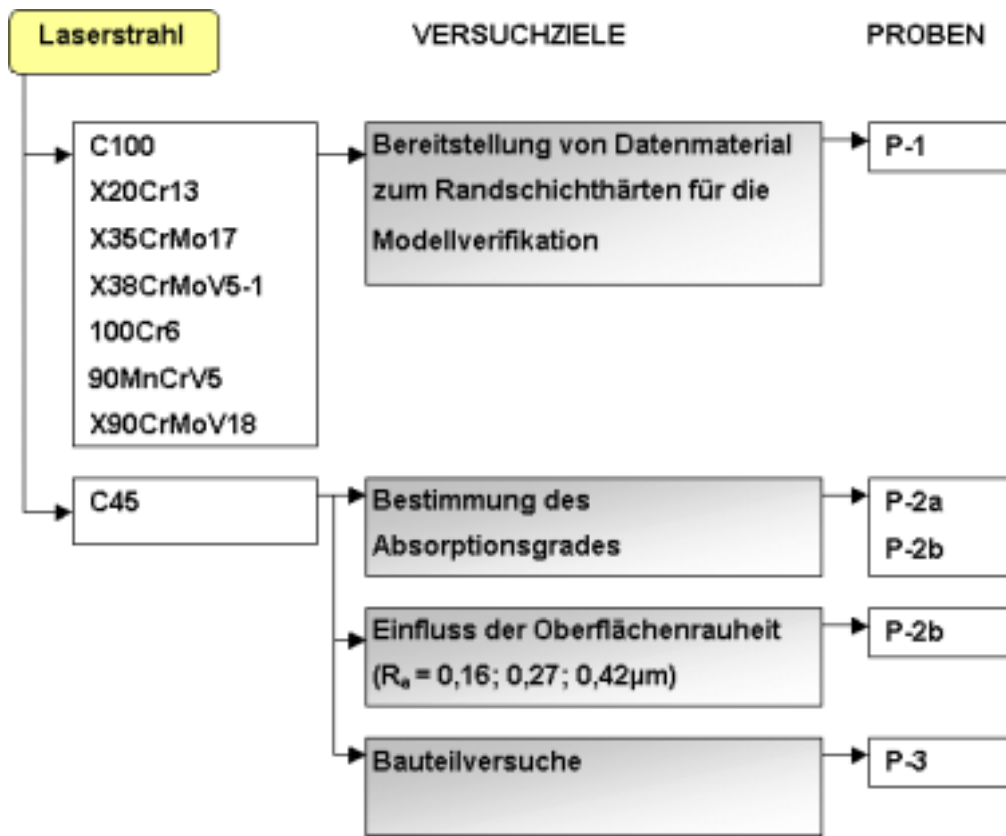 Laserstrahl VERSUCHZIELE PROBEN
C100
X20Cr13
X35CrMo17
X38CrMoV5-1
100Cr6
90MnCrV5
X90CrMoV18
Bereitstellung von Datenmaterial
zum Randschichthärten für die
Modellverifikation
P-1
C45
Bestimmung des
Absorptionsgrades
P-2a
P-2b
Einfluss der Oberflächenrauheit
(Rₐ = 0,16; 0,27; 0,42µm)
P-2b
Bauteilversuche
P-3